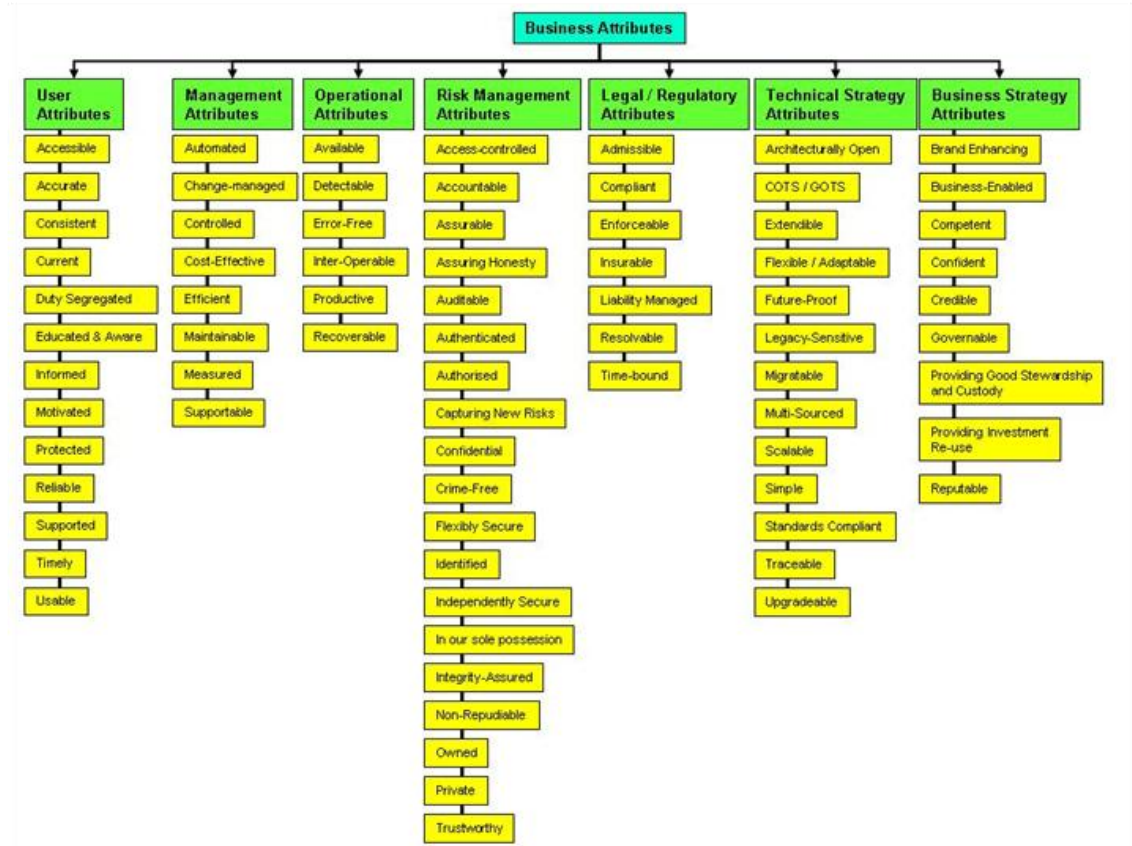 Business Attributes
User
Attributes
Accessible
Accurate
Consistent
Current
Duty Segregated
Educated & Aware
Informed
Motivated
Protected
Reliable
Supported
Timely
Usable
Management
Attributes
Automated
Change-managed
Controlled
Cost-Effective
Efficient
Maintainable
Measured
Supportable
Operational
Attributes
Available
Detectable
Error-Free
Inter-Operable
Productive
Recoverable
Risk Management
Attributes
Access-controlled
Accountable
Assurable
Assuring Honesty
Auditable
Authenticated
Authorised
Capturing New Risks
Confidential
Crime-Free
Flexibly Secure
Identified
Independently Secure
In our sole possession
Integrity-Assured
Non-Repudiable
Owned
Private
Trustworthy
Legal / Regulatory
Attributes
Admissible
Compliant
Enforceable
Insurable
Liability Managed
Resolvable
Time-bound
Technical Strategy
Attributes
Architecturally Open
COTS / GOTS
Extendible
Flexible / Adaptable
Future-Proof
Legacy-Sensitive
Migratable
Multi-Sourced
Scalable
Simple
Standards Compliant
Traceable
Upgradeable
Business Strategy
Attributes
Brand Enhancing
Business-Enabled
Competent
Confident
Credible
Governable
Providing Good Stewardship
and Custody
Providing Investment
Re-use
Reputable